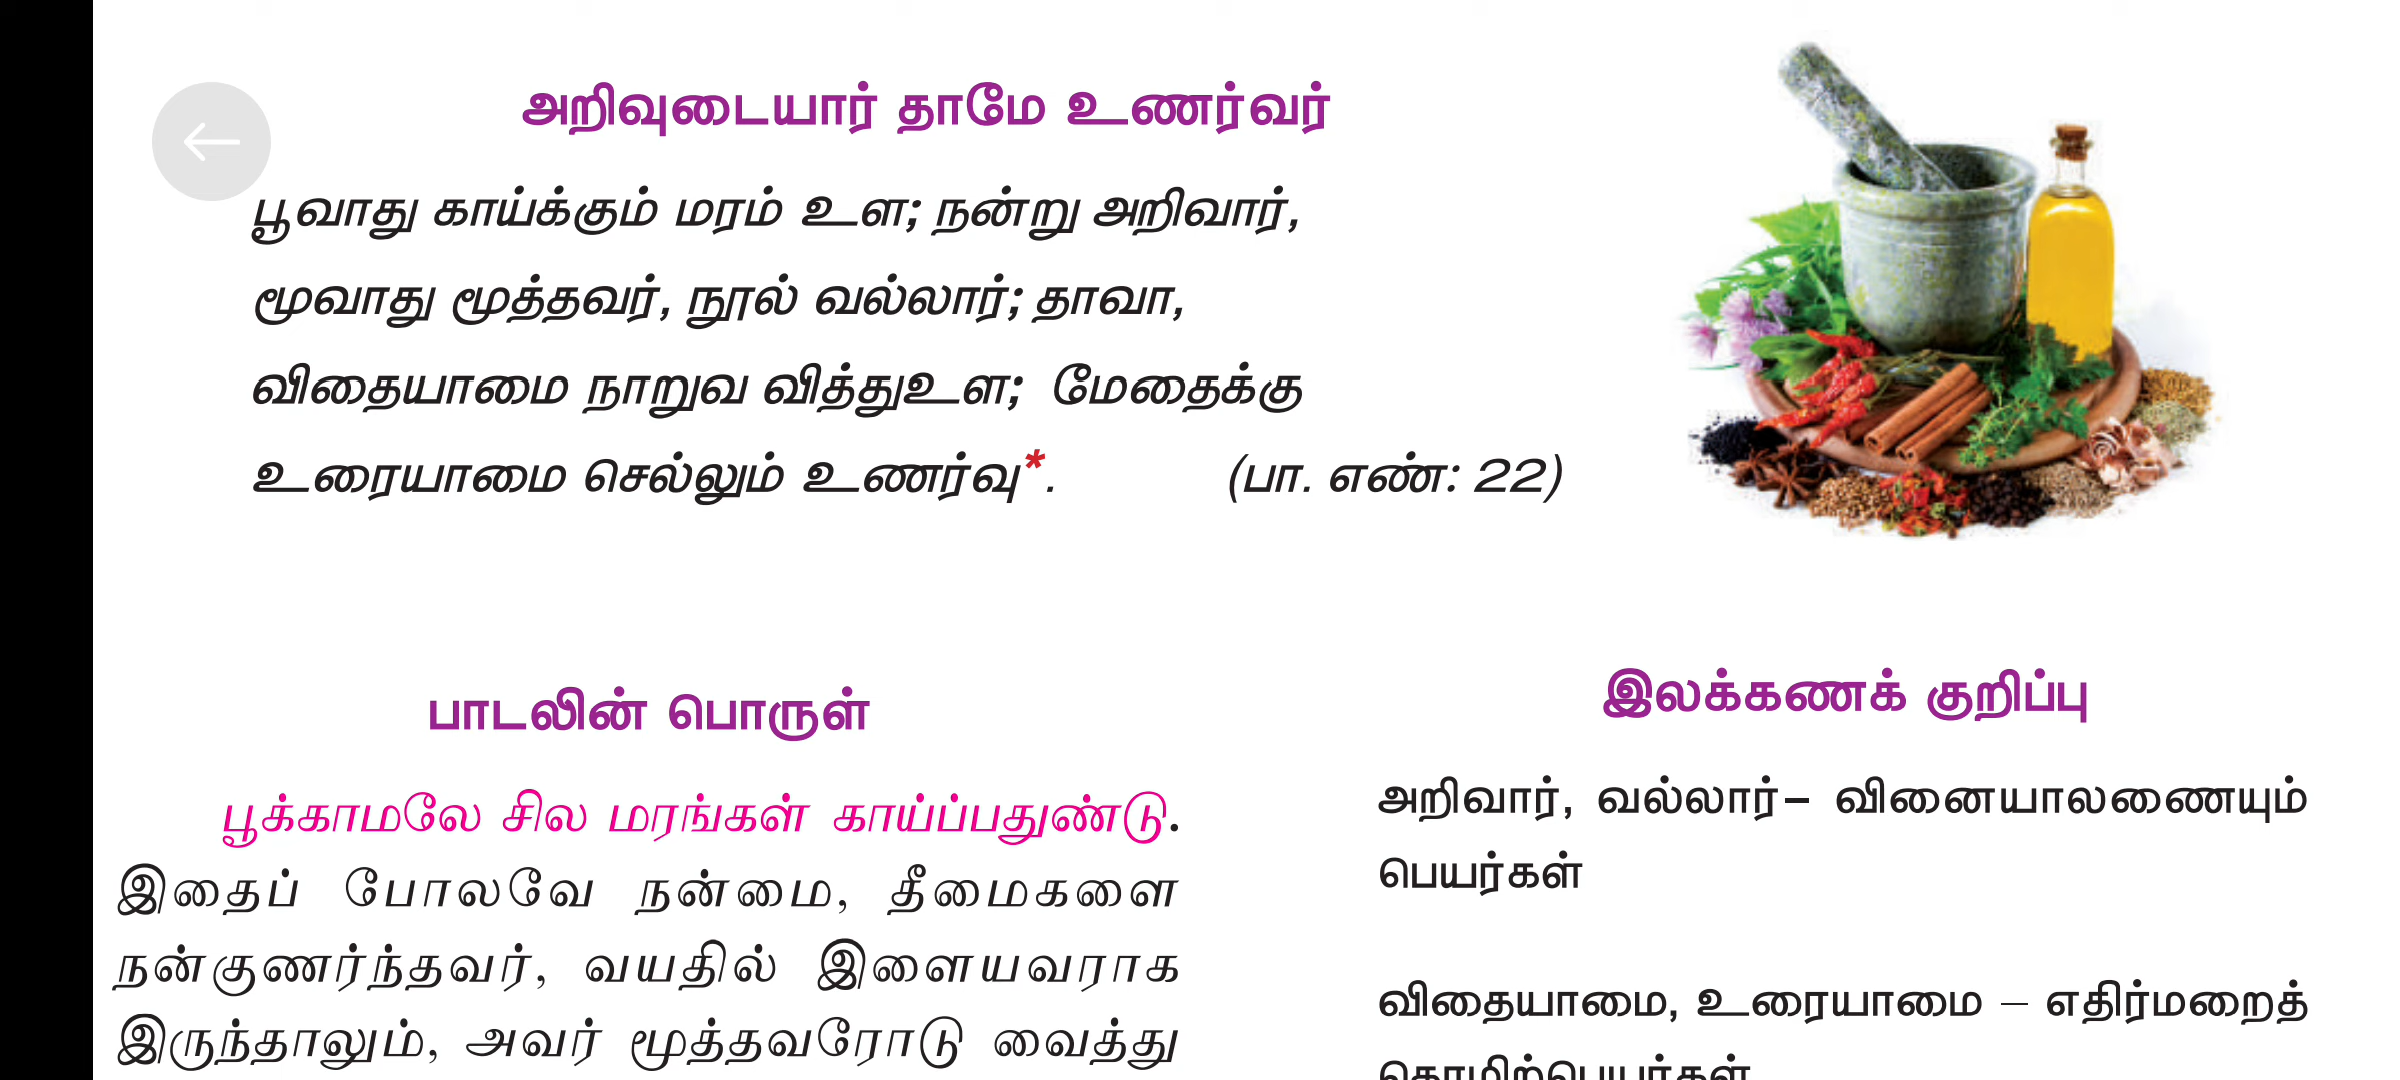 அறிவுடையார் தாமே உணர்வர்
பூவாது காய்க்கும் மரம் உள; நன்று அறிவார்,
மூவாது மூத்தவர், நூல் வல்லார்; தாவா,
விதையாமை நாறுவ வித்துஉள; மேதைக்கு
உரையாமை செல்லும் உணர்வு*. (பா. எண்: 22)
பாடலின் பொருள்
பூக்காமலே சில மரங்கள் காய்ப்பதுண்டு.
இதைப் போலவே நன்மை, தீமைகளை
நன்குணர்ந்தவர், வயதில் இளையவராக
இருந்தாலும், அவர் மூத்தவரோடு வைத்து
இலக்கணக் குறிப்பு
அறிவார், வல்லார்– வினையாலணையும்
பெயர்கள்
விதையாமை, உரையாமை – எதிர்மறைத்
தொழிற்பெயர்கள்